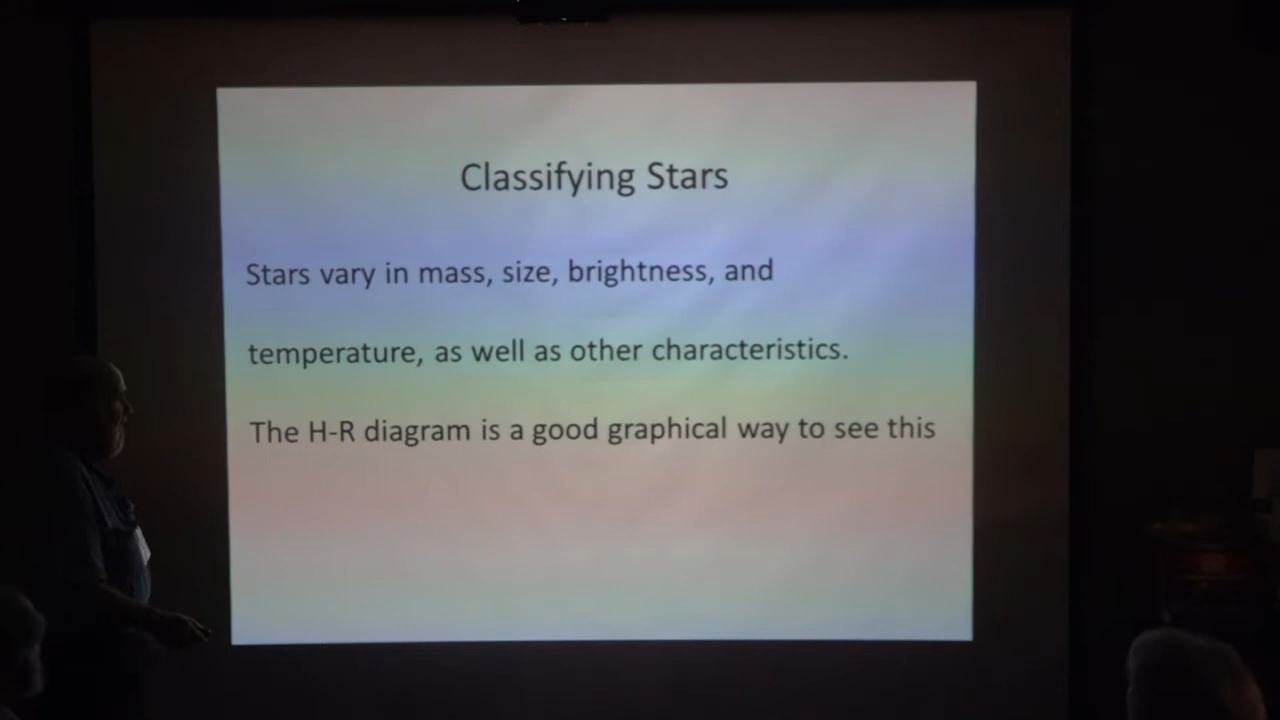 Classifying Stars
Stars vary in mass, size, brightness, and
temperature, as well as other characteristics.
The H-R diagram is a good graphical way to see this